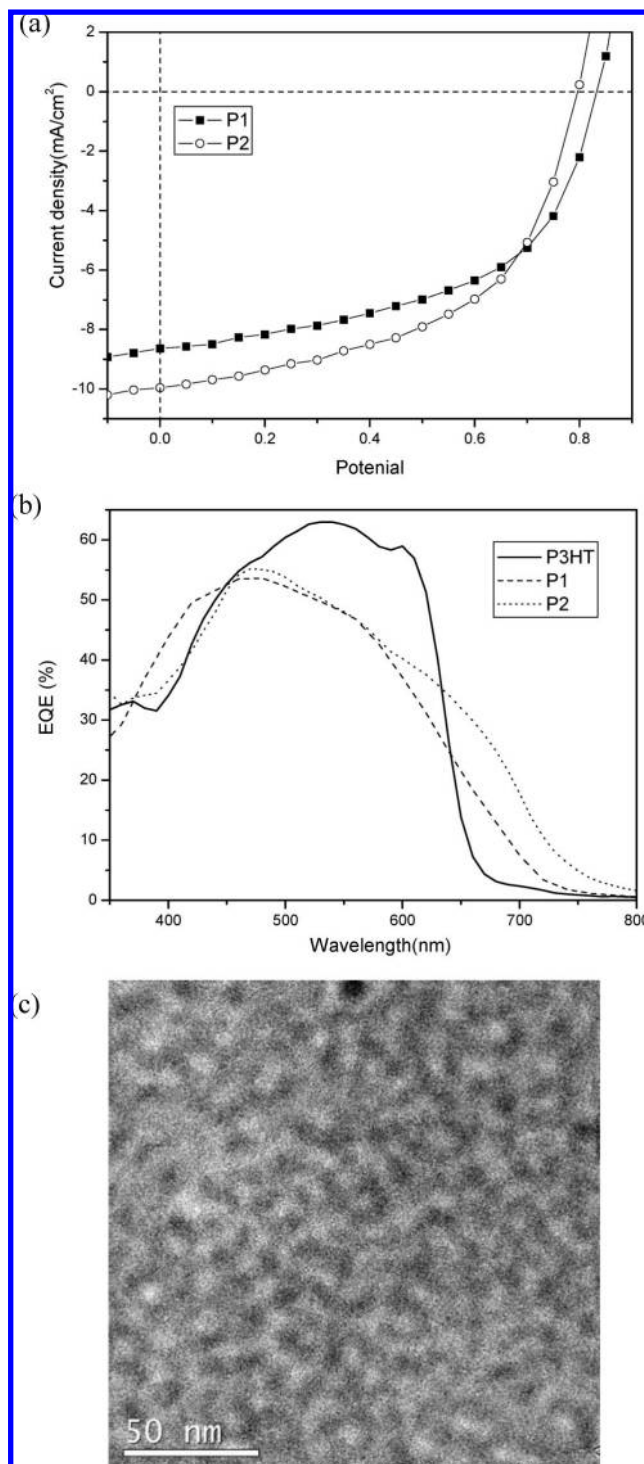 (a)
2
0
-2
-4
-6
-8
-10
Current density(mA/cm²)
P1
P2
0.0 0.2 0.4 0.6 0.8
Potenial
(b)
60
50
40
30
20
10
0
EQE (%)
P3HT
P1
P2
400 500 600 700 800
Wavelength(nm)
(c)
50 nm